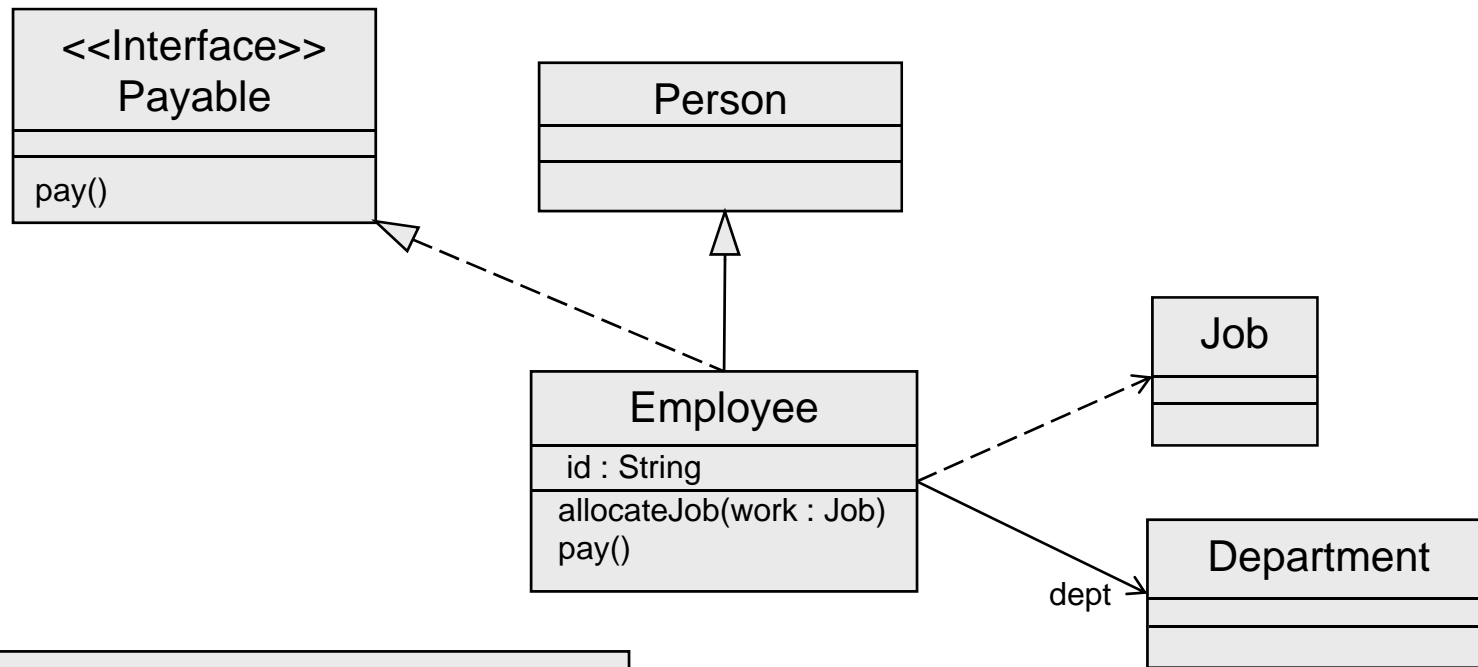 <<Interface>>
Payable
pay()
Person
Employee
id : String
allocateJob(work : Job)
pay()
Job
dept
Department